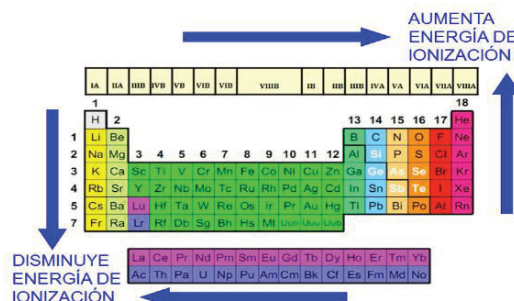 AUMENTA
ENERGÍA DE
IONIZACIÓN
IA IIA IIIB IVB VB VIB VIB VIIIB IB IIB IIIB IVA VA VIA VIIA VIIIA
1 18
H 2 13 14 15 16 17 He
1 Li Be B C N O F Ne
2 Na Mg 3 4 5 6 7 8 9 10 11 12 Al Si P S Cl Ar
3 K Ca Sc Ti V Cr Mn Fe Co Ni Cu Zn Ga Ge As Se Br Kr
4 Rb Sr Y Zr Nb Mo Tc Ru Rh Pd Ag Cd In Sn Sb Te I Xe
5 Cs Ba Lu Hf Ta W Re Os Ir Pt Au Hg Tl Pb Bi Po At Rn
7 Fr Ra Lr Rf Db Sg Bh Hs Mt Uun Uuu Uub
La Ce Pr Nd Pm Sm Eu Gd Tb Dy Ho Er Tm Yb
Ac Th Pa U Np Pu Am Cm Bk Cf Es Fm Md No
DISMINUYE
ENERGÍA DE
IONIZACIÓN